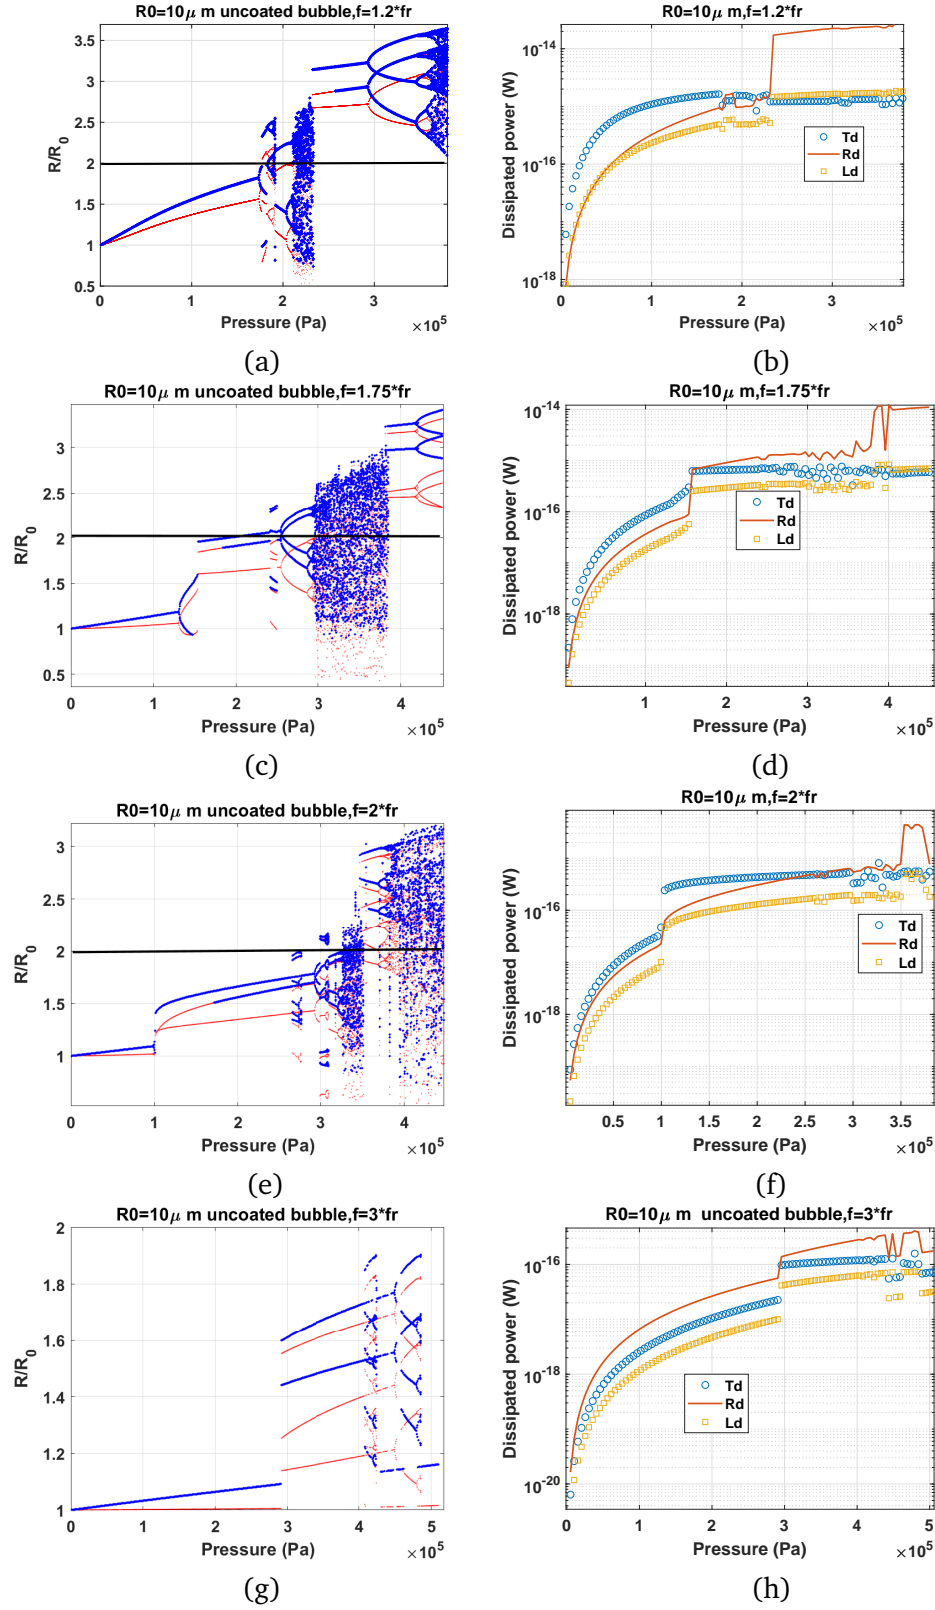 R0=10μ m uncoated bubble,f=1.2*fr
R/R0
3.5
3
2.5
2
1.5
1
0.5
0
1
2
3
Pressure (Pa)
×10^5
(a)
R0=10μ m,f=1.2*fr
Dissipated power (W)
10^-14
10^-16
10^-18
Td
Rd
Ld
0
1
2
3
Pressure (Pa)
×10^5
(b)
R0=10μ m uncoated bubble,f=1.75*fr
R/R0
3
2.5
2
1.5
1
0.5
0
1
2
3
4
Pressure (Pa)
×10^5
(c)
R0=10μ m,f=1.75*fr
Dissipated power (W)
10^-14
10^-16
10^-18
Td
Rd
Ld
1
2
3
4
Pressure (Pa)
×10^5
(d)
R0=10μ m uncoated bubble,f=2*fr
R/R0
3
2.5
2
1.5
1
0
1
2
3
4
Pressure (Pa)
×10^5
(e)
R0=10μ m,f=2*fr
Dissipated power (W)
10^-16
10^-18
Td
Rd
Ld
0.5
1
1.5
2
2.5
3
3.5
Pressure (Pa)
×10^5
(f)
R0=10μ m uncoated bubble,f=3*fr
R/R0
2
1.8
1.6
1.4
1.2
1
0
1
2
3
4
5
Pressure (Pa)
×10^5
(g)
R0=10μ m uncoated bubble,f=3*fr
Dissipated power (W)
10^-16
10^-18
10^-20
Td
Rd
Ld
0
1
2
3
4
5
Pressure (Pa)
×10^5
(h)